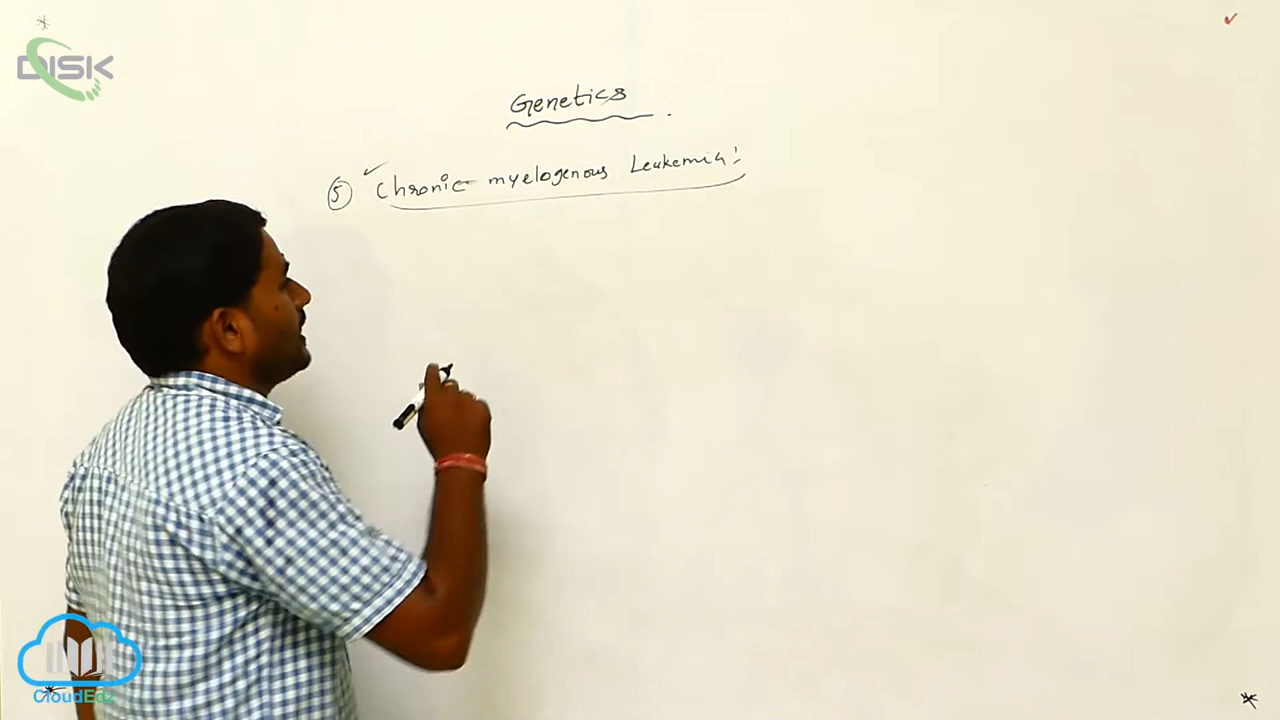 DISK
Genetics
⑤ Chronic myelogenous Leukemia:
CloudEdz